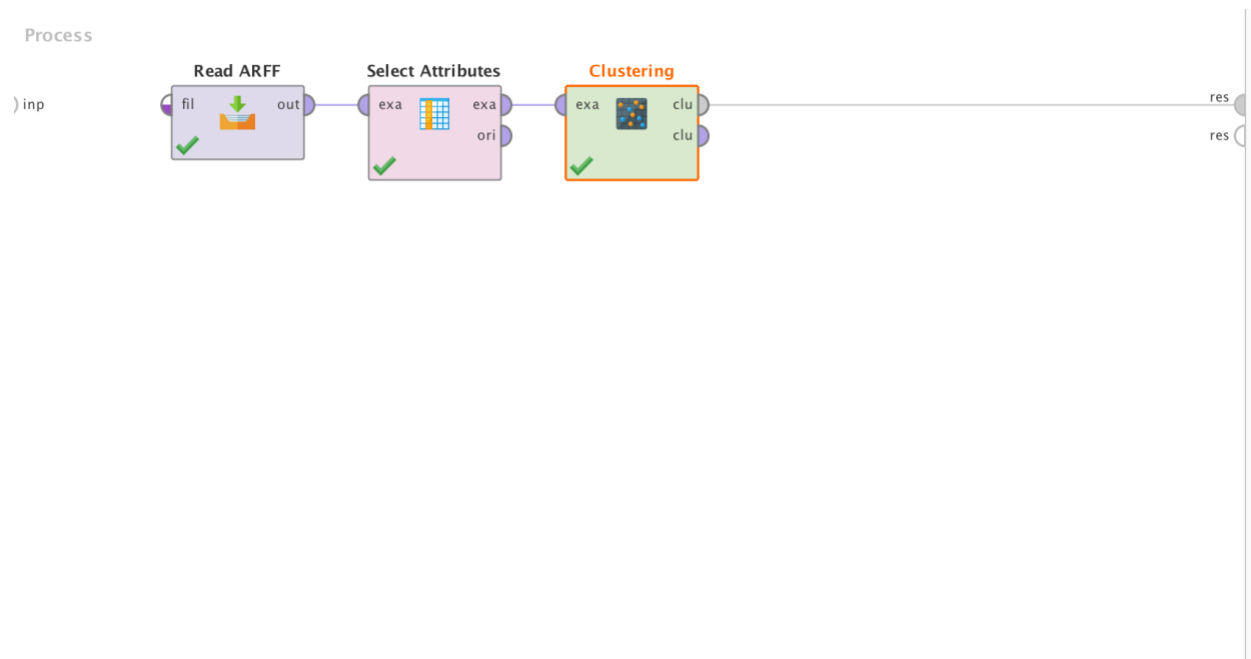 Process
Read ARFF
Select Attributes
Clustering
inp
fil
out
exa
exa
ori
exa
clu
clu
res
res